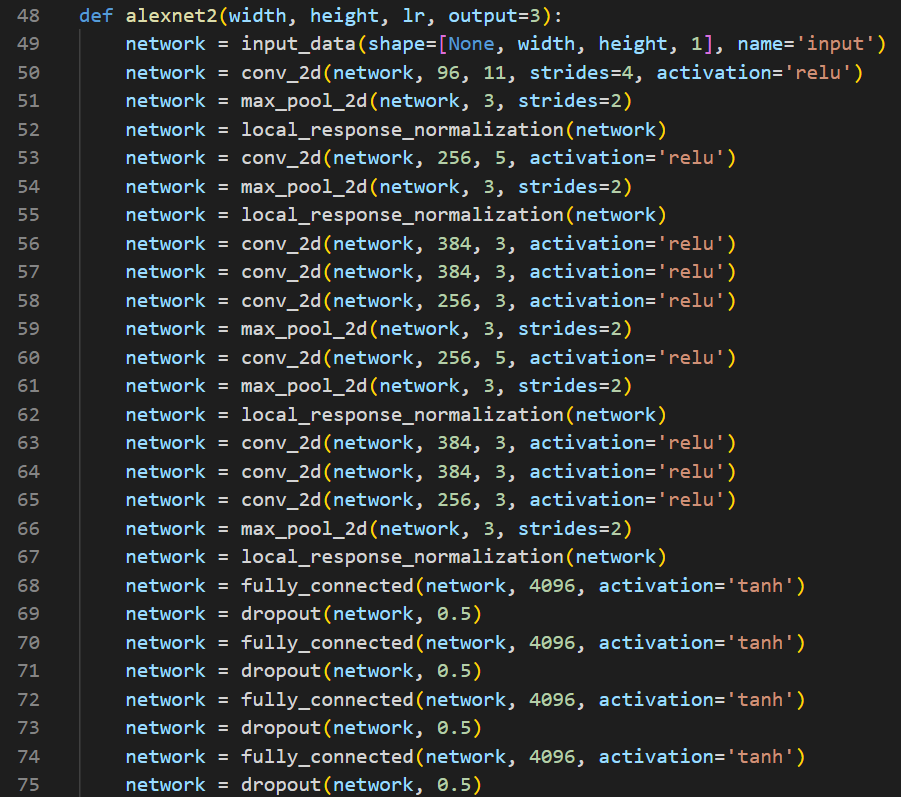 48 def alexnet2(width, height, lr, output=3):
49     network = input_data(shape=[None, width, height, 1], name='input')
50     network = conv_2d(network, 96, 11, strides=4, activation='relu')
51     network = max_pool_2d(network, 3, strides=2)
52     network = local_response_normalization(network)
53     network = conv_2d(network, 256, 5, activation='relu')
54     network = max_pool_2d(network, 3, strides=2)
55     network = local_response_normalization(network)
56     network = conv_2d(network, 384, 3, activation='relu')
57     network = conv_2d(network, 384, 3, activation='relu')
58     network = conv_2d(network, 256, 3, activation='relu')
59     network = max_pool_2d(network, 3, strides=2)
60     network = conv_2d(network, 256, 5, activation='relu')
61     network = max_pool_2d(network, 3, strides=2)
62     network = local_response_normalization(network)
63     network = conv_2d(network, 384, 3, activation='relu')
64     network = conv_2d(network, 384, 3, activation='relu')
65     network = conv_2d(network, 256, 3, activation='relu')
66     network = max_pool_2d(network, 3, strides=2)
67     network = local_response_normalization(network)
68     network = fully_connected(network, 4096, activation='tanh')
69     network = dropout(network, 0.5)
70     network = fully_connected(network, 4096, activation='tanh')
71     network = dropout(network, 0.5)
72     network = fully_connected(network, 4096, activation='tanh')
73     network = dropout(network, 0.5)
74     network = fully_connected(network, 4096, activation='tanh')
75     network = dropout(network, 0.5)